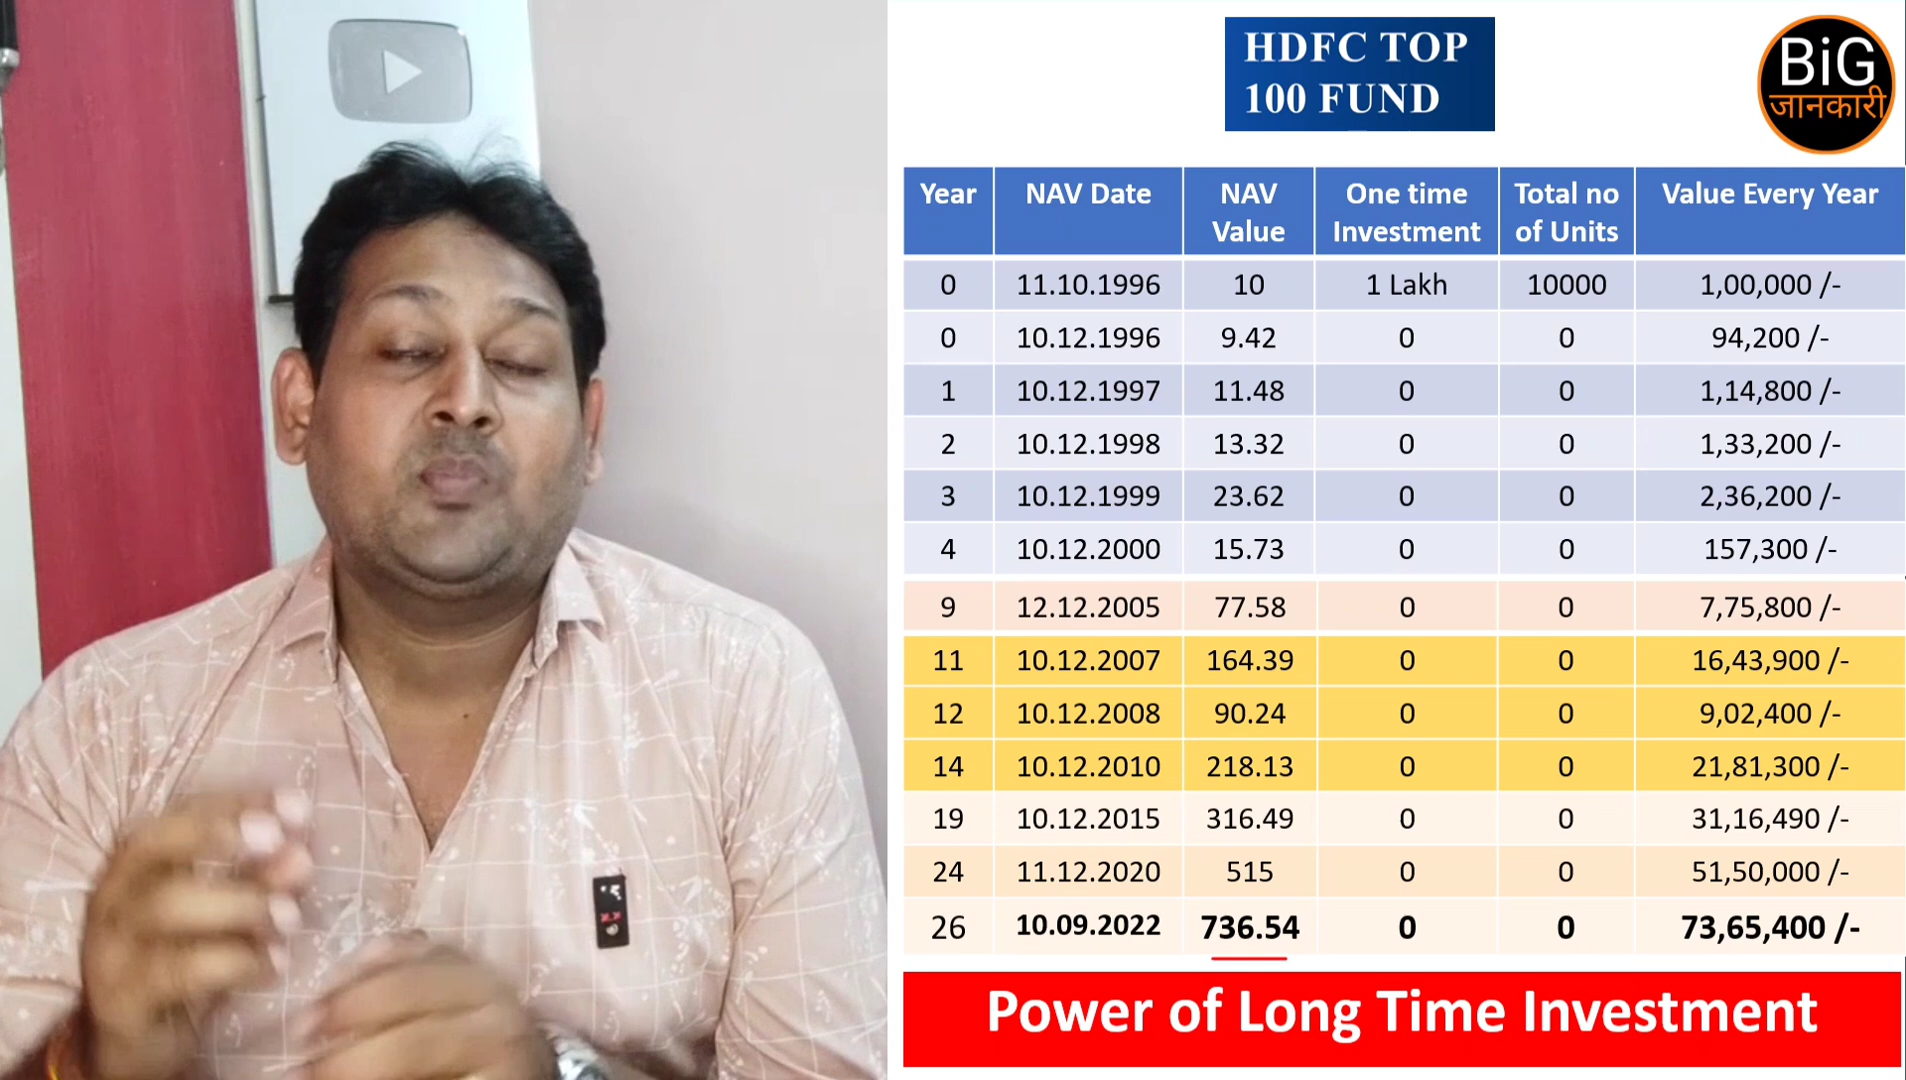 HDFC TOP
100 FUND
BiG
जानकारी
Year NAV Date NAV Value One time Investment Total no of Units Value Every Year
0 11.10.1996 10 1 Lakh 10000 1,00,000 /-
0 10.12.1996 9.42 0 0 94,200 /-
1 10.12.1997 11.48 0 0 1,14,800 /-
2 10.12.1998 13.32 0 0 1,33,200 /-
3 10.12.1999 23.62 0 0 2,36,200 /-
4 10.12.2000 15.73 0 0 157,300 /-
9 12.12.2005 77.58 0 0 7,75,800 /-
11 10.12.2007 164.39 0 0 16,43,900 /-
12 10.12.2008 90.24 0 0 9,02,400 /-
14 10.12.2010 218.13 0 0 21,81,300 /-
19 10.12.2015 316.49 0 0 31,16,490 /-
24 11.12.2020 515 0 0 51,50,000 /-
26 10.09.2022 736.54 0 0 73,65,400 /-
Power of Long Time Investment